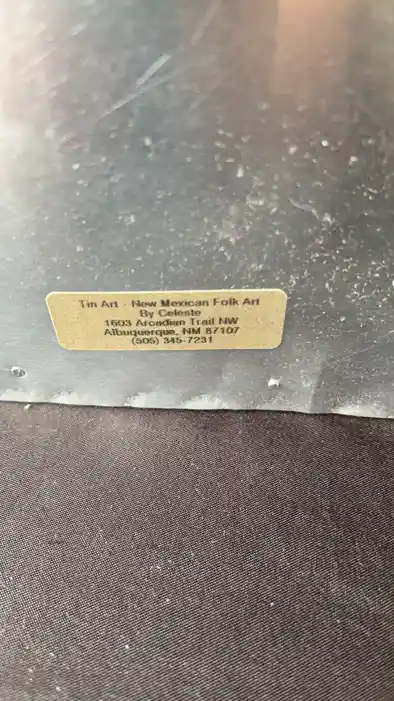 Tin Art - New Mexican Folk Art
By Celeste
1603 Arcadian Trail NW
Albuquerque, NM 87107
(505) 345-7231